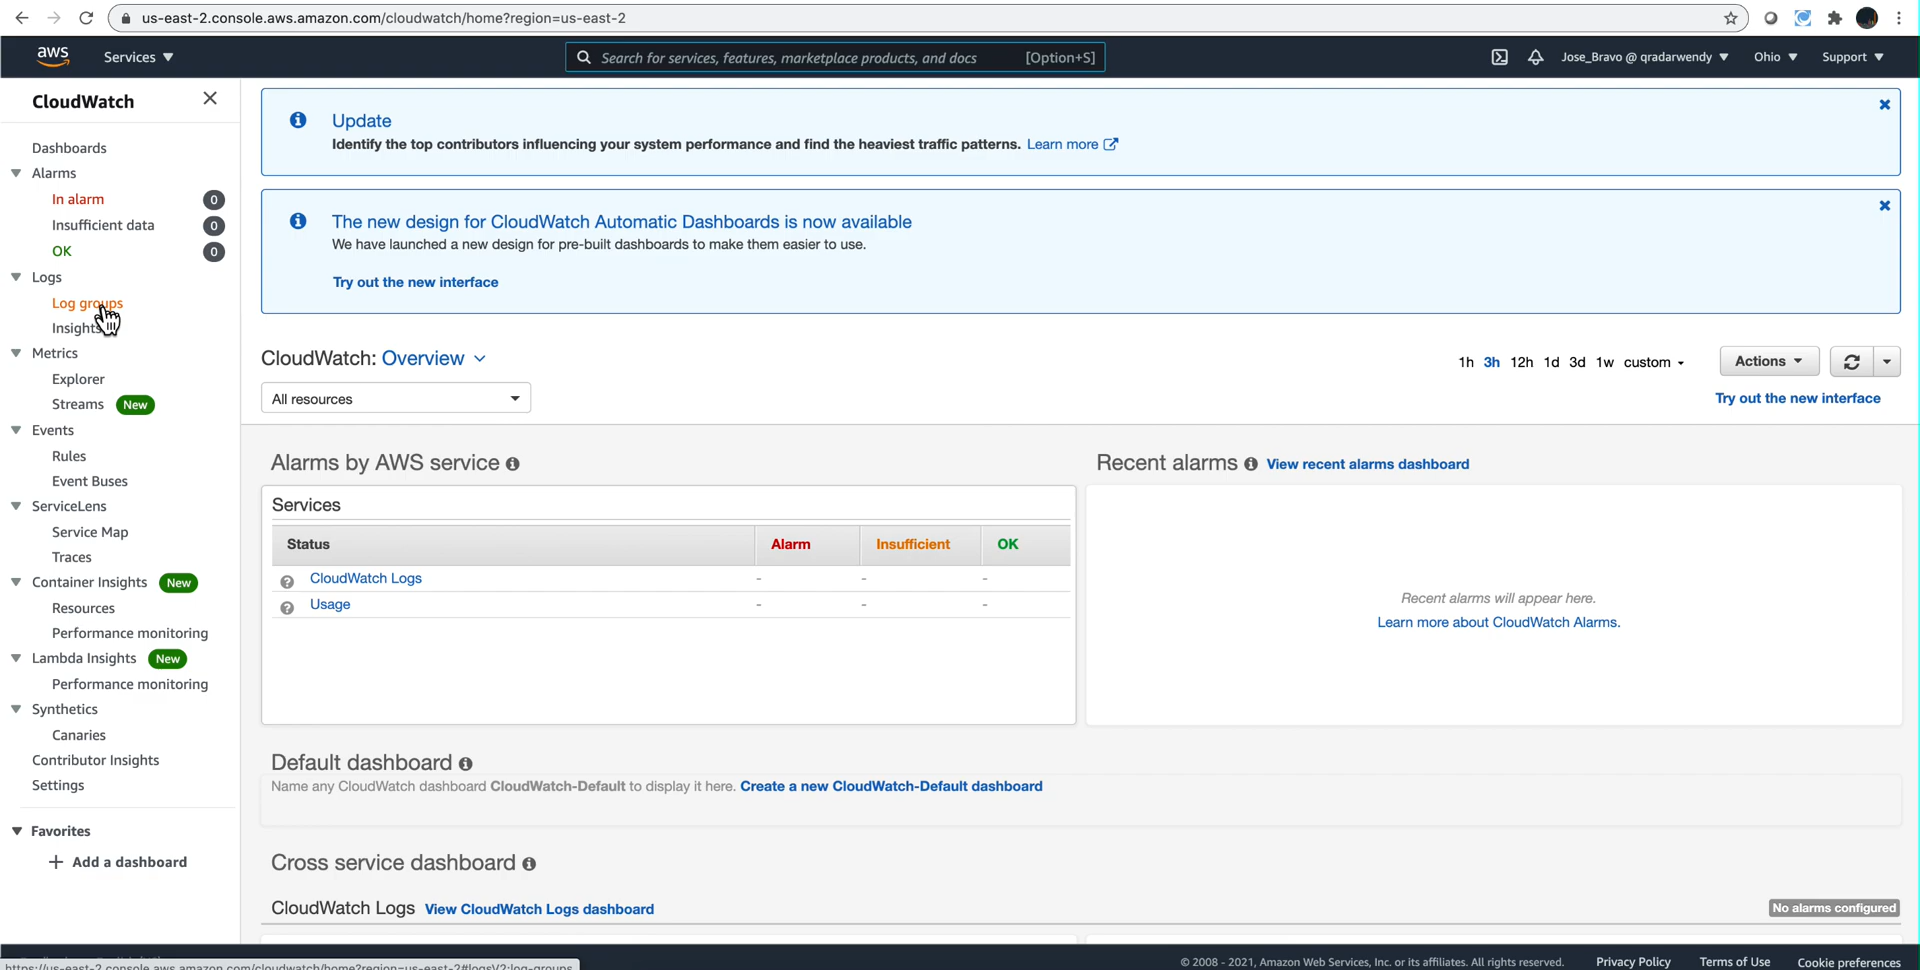 us-east-2.console.aws.amazon.com/cloudwatch/home?region=us-east-2
aws
Services
Search for services, features, marketplace products, and docs [Option+S]
Jose_Bravo @ qradarwendy
Ohio
Support
CloudWatch
Dashboards
Alarms
In alarm 0
Insufficient data 0
OK 0
Logs
Log groups
Insights
Metrics
Explorer
Streams New
Events
Rules
Event Buses
ServiceLens
Service Map
Traces
Container Insights New
Resources
Performance monitoring
Lambda Insights New
Performance monitoring
Synthetics
Canaries
Contributor Insights
Settings
Favorites
Add a dashboard
Update
Identify the top contributors influencing your system performance and find the heaviest traffic patterns. Learn more
The new design for CloudWatch Automatic Dashboards is now available
We have launched a new design for pre-built dashboards to make them easier to use.
Try out the new interface
CloudWatch: Overview
1h 3h 12h 1d 3d 1w custom
Actions
All resources
Try out the new interface
Alarms by AWS service
Services
Status Alarm Insufficient OK
CloudWatch Logs - - -
Usage - - -
Recent alarms View recent alarms dashboard
Recent alarms will appear here.
Learn more about CloudWatch Alarms.
Default dashboard
Name any CloudWatch dashboard CloudWatch-Default to display it here. Create a new CloudWatch-Default dashboard
Cross service dashboard
CloudWatch Logs View CloudWatch Logs dashboard
No alarms configured
https://us-east-2.console.aws.amazon.com/cloudwatch/home?region=us-east-2#logsV2:log-groups
© 2008 - 2021, Amazon Web Services, Inc. or its affiliates. All rights reserved. Privacy Policy Terms of Use Cookie preferences